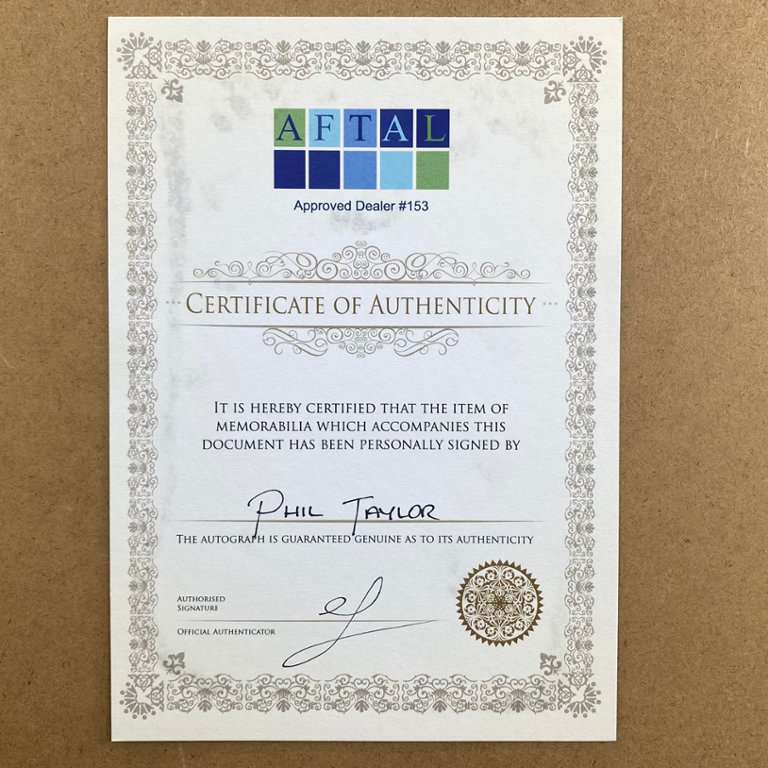 AFTAL
Approved Dealer #153
CERTIFICATE OF AUTHENTICITY
IT IS HEREBY CERTIFIED THAT THE ITEM OF
MEMORABILIA WHICH ACCOMPANIES THIS
DOCUMENT HAS BEEN PERSONALLY SIGNED BY
PHIL TAYLOR
THE AUTOGRAPH IS GUARANTEED GENUINE AS TO ITS AUTHENTICITY
AUTHORISED
SIGNATURE
OFFICIAL AUTHENTICATOR